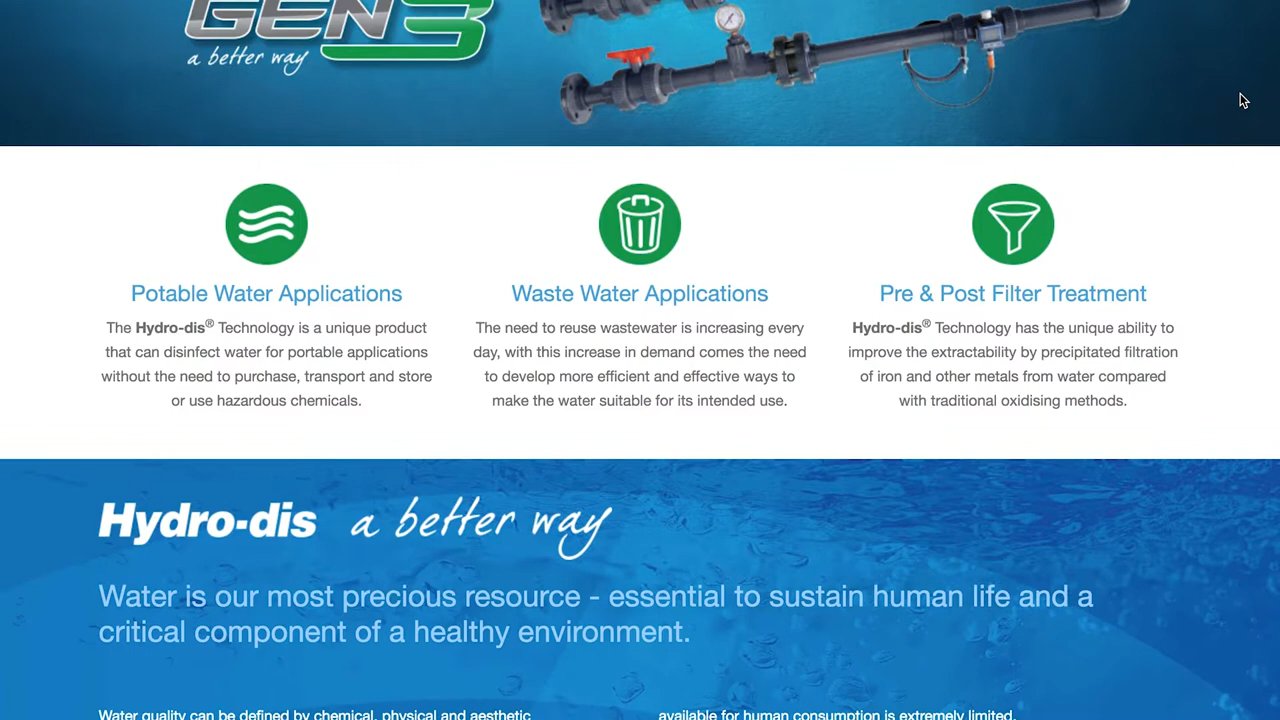 GEN3
a better way
Potable Water Applications
The Hydro-dis® Technology is a unique product
that can disinfect water for portable applications
without the need to purchase, transport and store
or use hazardous chemicals.
Waste Water Applications
The need to reuse wastewater is increasing every
day, with this increase in demand comes the need
to develop more efficient and effective ways to
make the water suitable for its intended use.
Pre & Post Filter Treatment
Hydro-dis® Technology has the unique ability to
improve the extractability by precipitated filtration
of iron and other metals from water compared
with traditional oxidising methods.
Hydro-dis a better way
Water is our most precious resource - essential to sustain human life and a
critical component of a healthy environment.
Water quality can be defined by chemical, physical and aesthetic
available for human consumption is extremely limited.